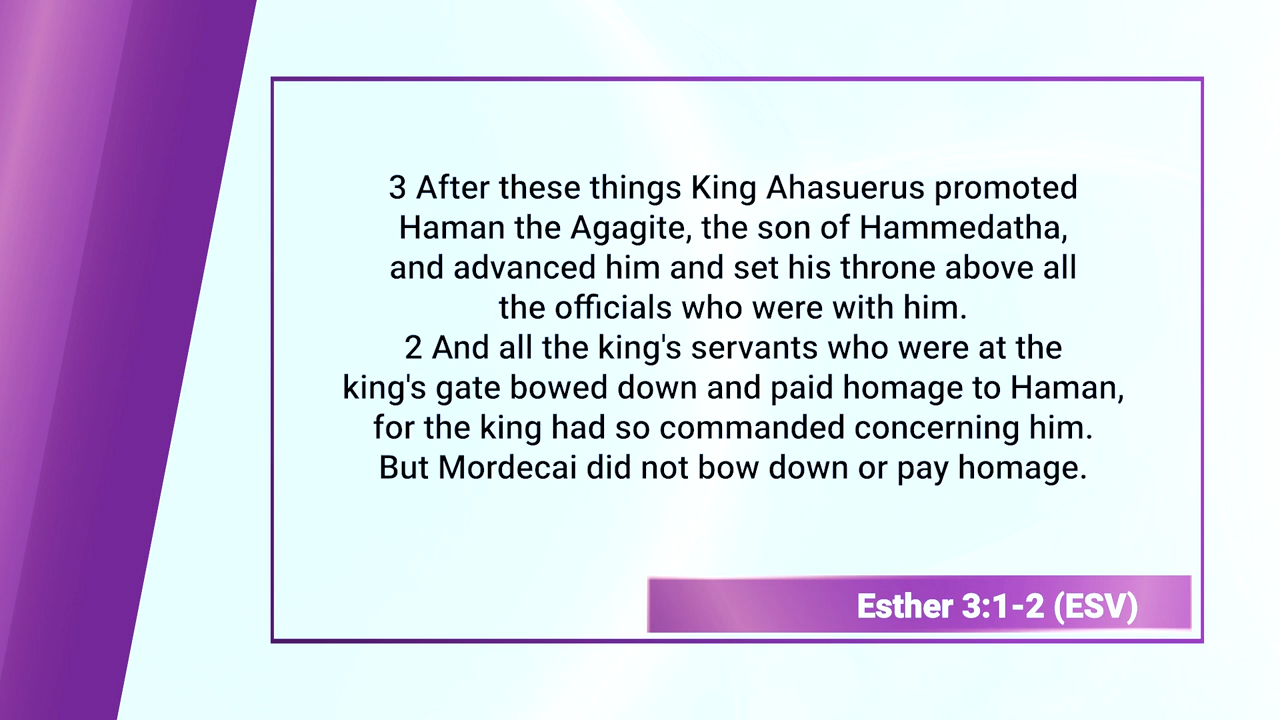 3 After these things King Ahasuerus promoted
Haman the Agagite, the son of Hammedatha,
and advanced him and set his throne above all
the officials who were with him.
2 And all the king's servants who were at the
king's gate bowed down and paid homage to Haman,
for the king had so commanded concerning him.
But Mordecai did not bow down or pay homage.
Esther 3:1-2 (ESV)